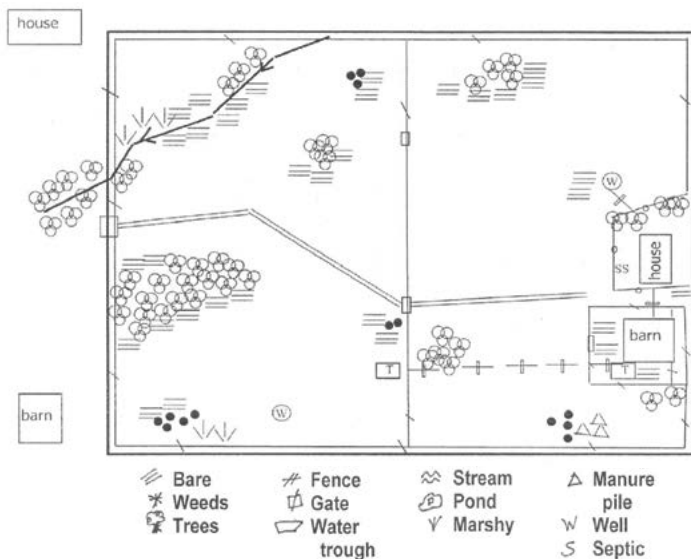 house
W
SS
house
barn
T
T
barn
W
Bare
Fence
Stream
Manure
pile
Weeds
Gate
Pond
Trees
Water
trough
Marshy
W Well
S Septic